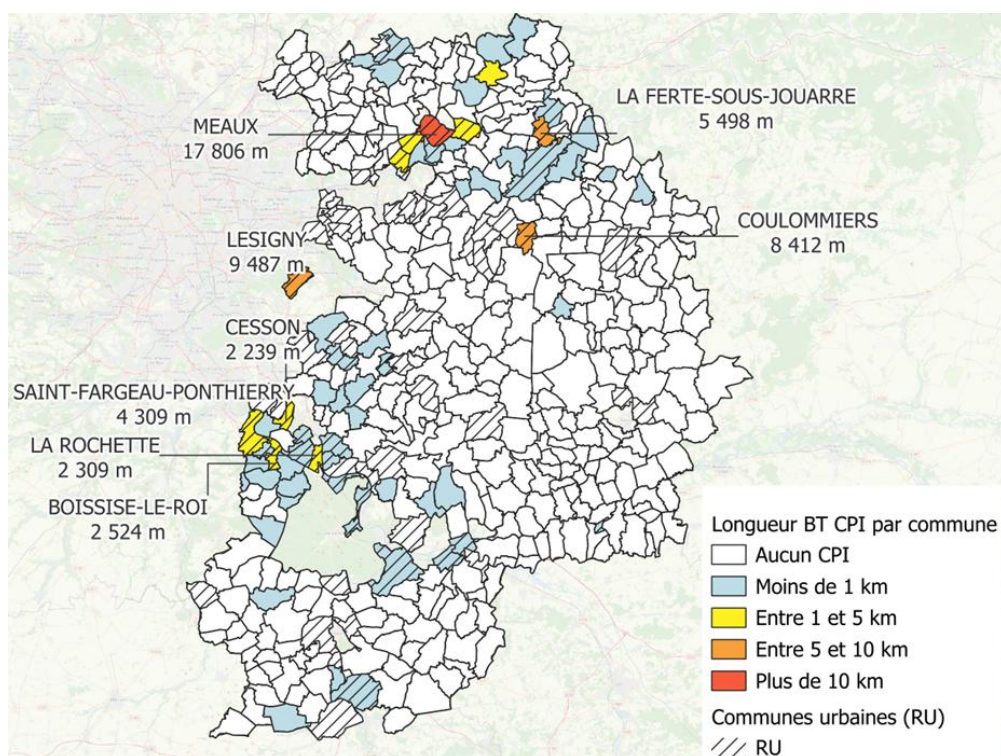 LA FERTE-SOUS-JOUARRE
5 498 m
MEAUX
17 806 m
COULOMMIERS
8 412 m
LESIGNY
9 487 m
CESSON
2 239 m
SAINT-FARGEAU-PONTHIERRY
4 309 m
LA ROCHETTE
2 309 m
BOISSISE-LE-ROI
2 524 m
Longueur BT CPI par commune
Aucun CPI
Moins de 1 km
Entre 1 et 5 km
Entre 5 et 10 km
Plus de 10 km
Communes urbaines (RU)
RU